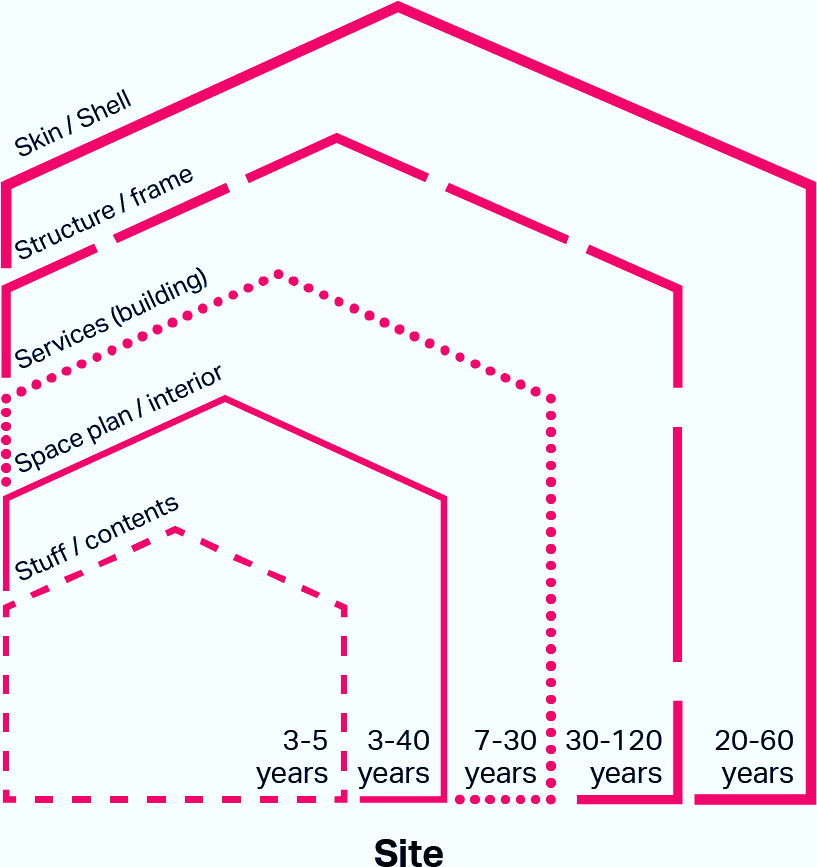 Skin / Shell
Structure / frame
Services (building)
Space plan / interior
Stuff / contents
3-5
years
3-40
years
7-30
years
30-120
years
20-60
years
Site